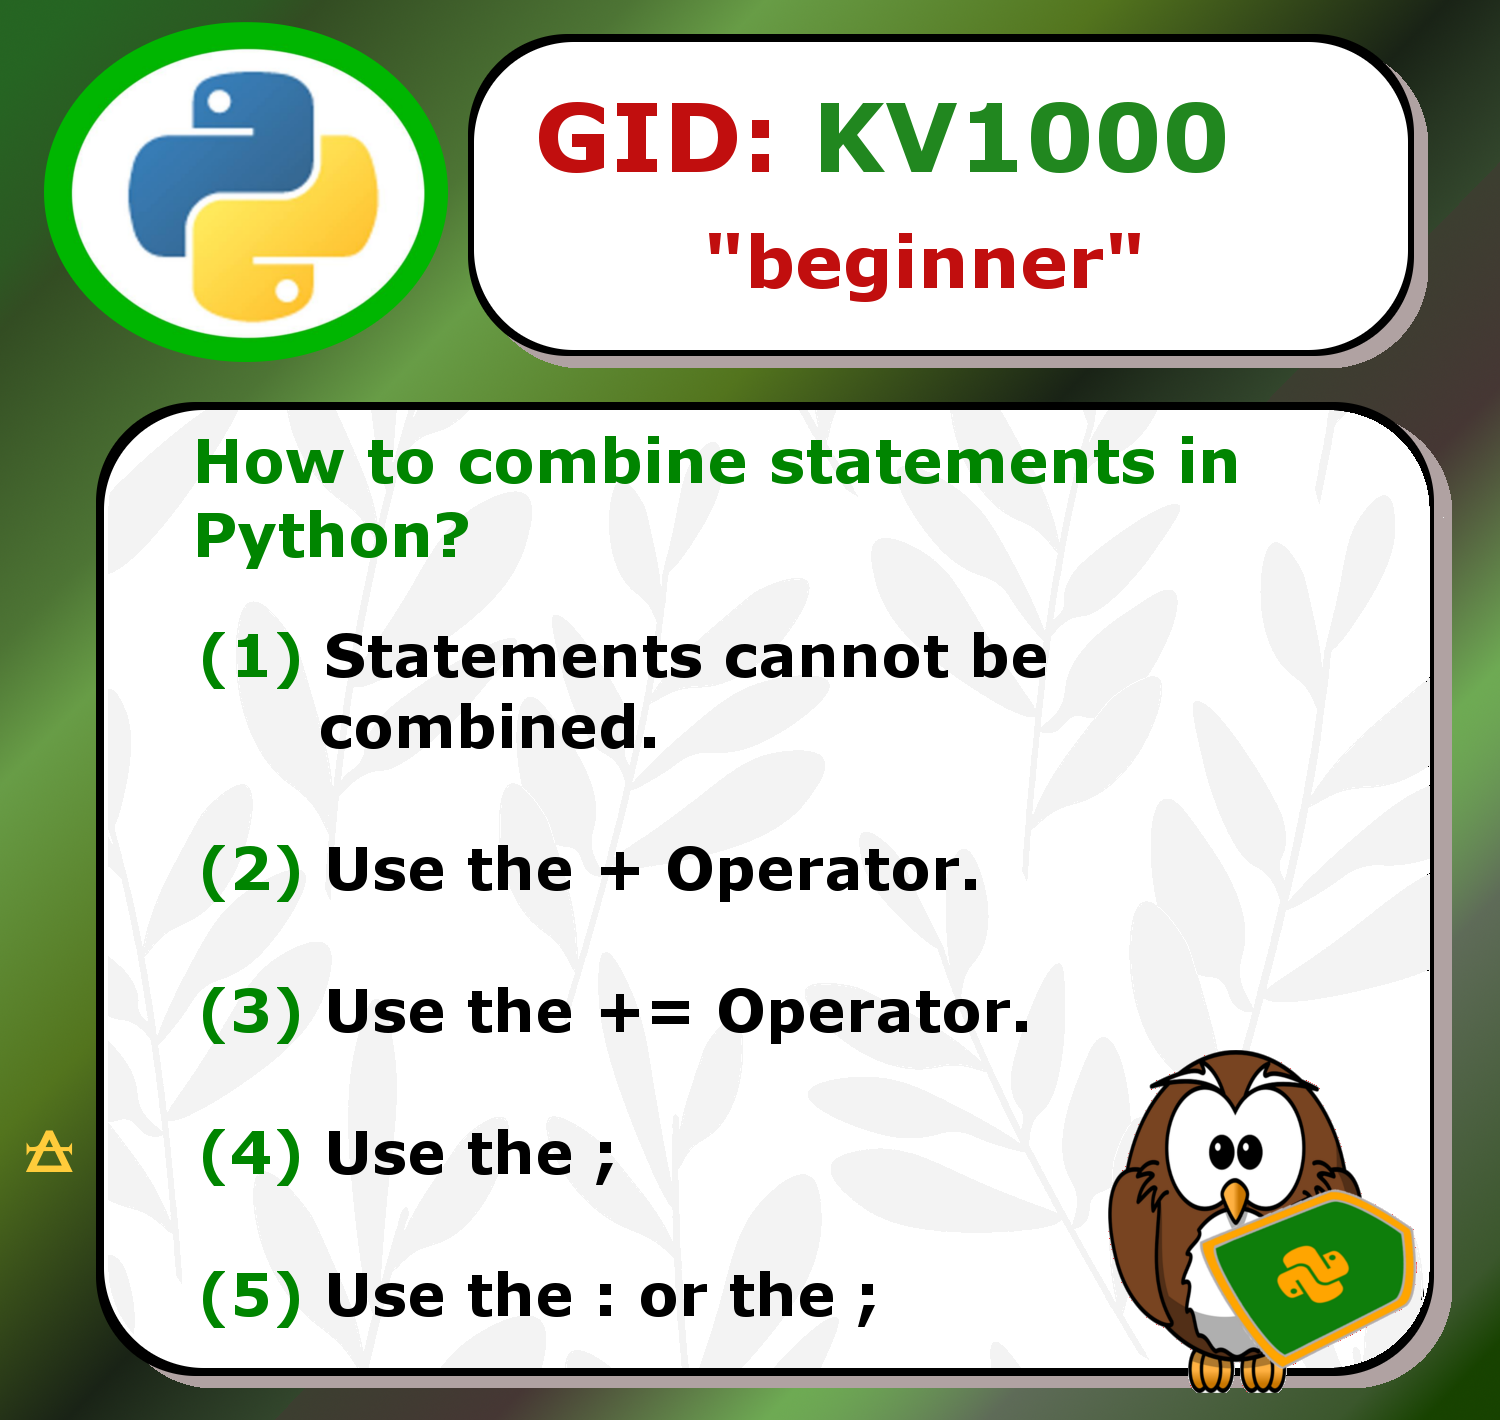 GID: KV1000
"beginner"
How to combine statements in
Python?
(1) Statements cannot be
combined.
(2) Use the + Operator.
(3) Use the += Operator.
(4) Use the ;
(5) Use the : or the ;